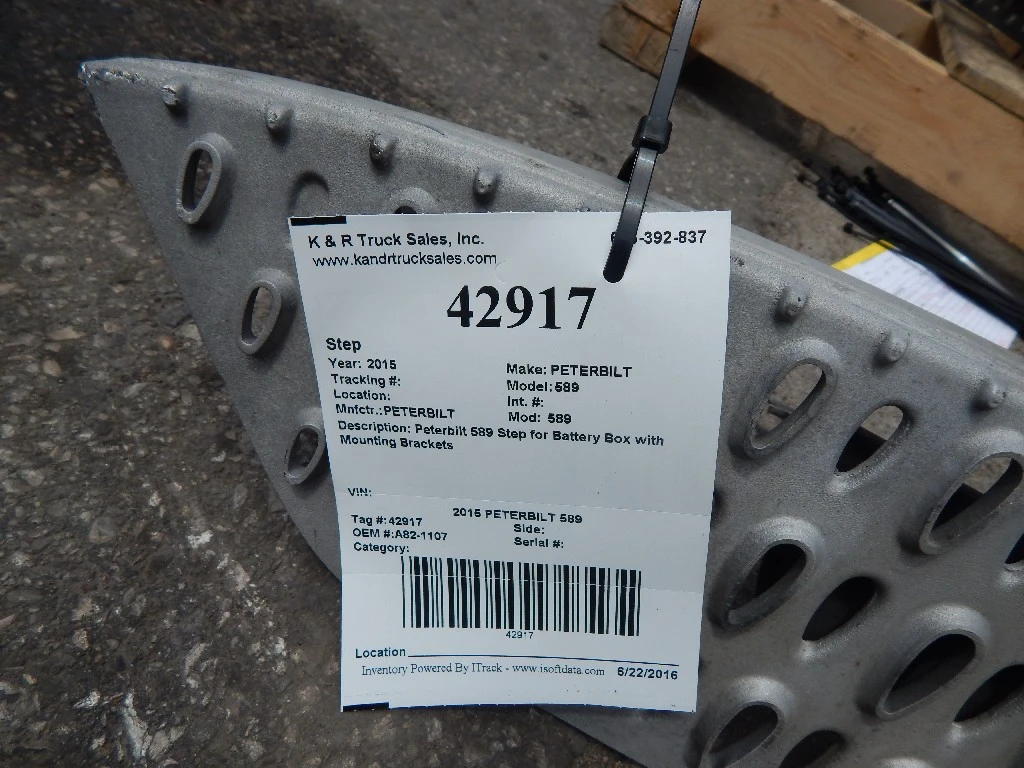 K & R Truck Sales, Inc.
-392-837
www.kandrtrucksales.com
42917
Step
Year: 2015 Make: PETERBILT
Tracking #: Model: 589
Location: Int. #:
Mnfctr.: PETERBILT Mod: 589
Description: Peterbilt 589 Step for Battery Box with
Mounting Brackets
VIN:
2015 PETERBILT 589
Tag #: 42917 Side:
OEM #: A82-1107 Serial #:
Category:
42917
Location
Inventory Powered By ITrack - www.isoftdata.com 6/22/2016